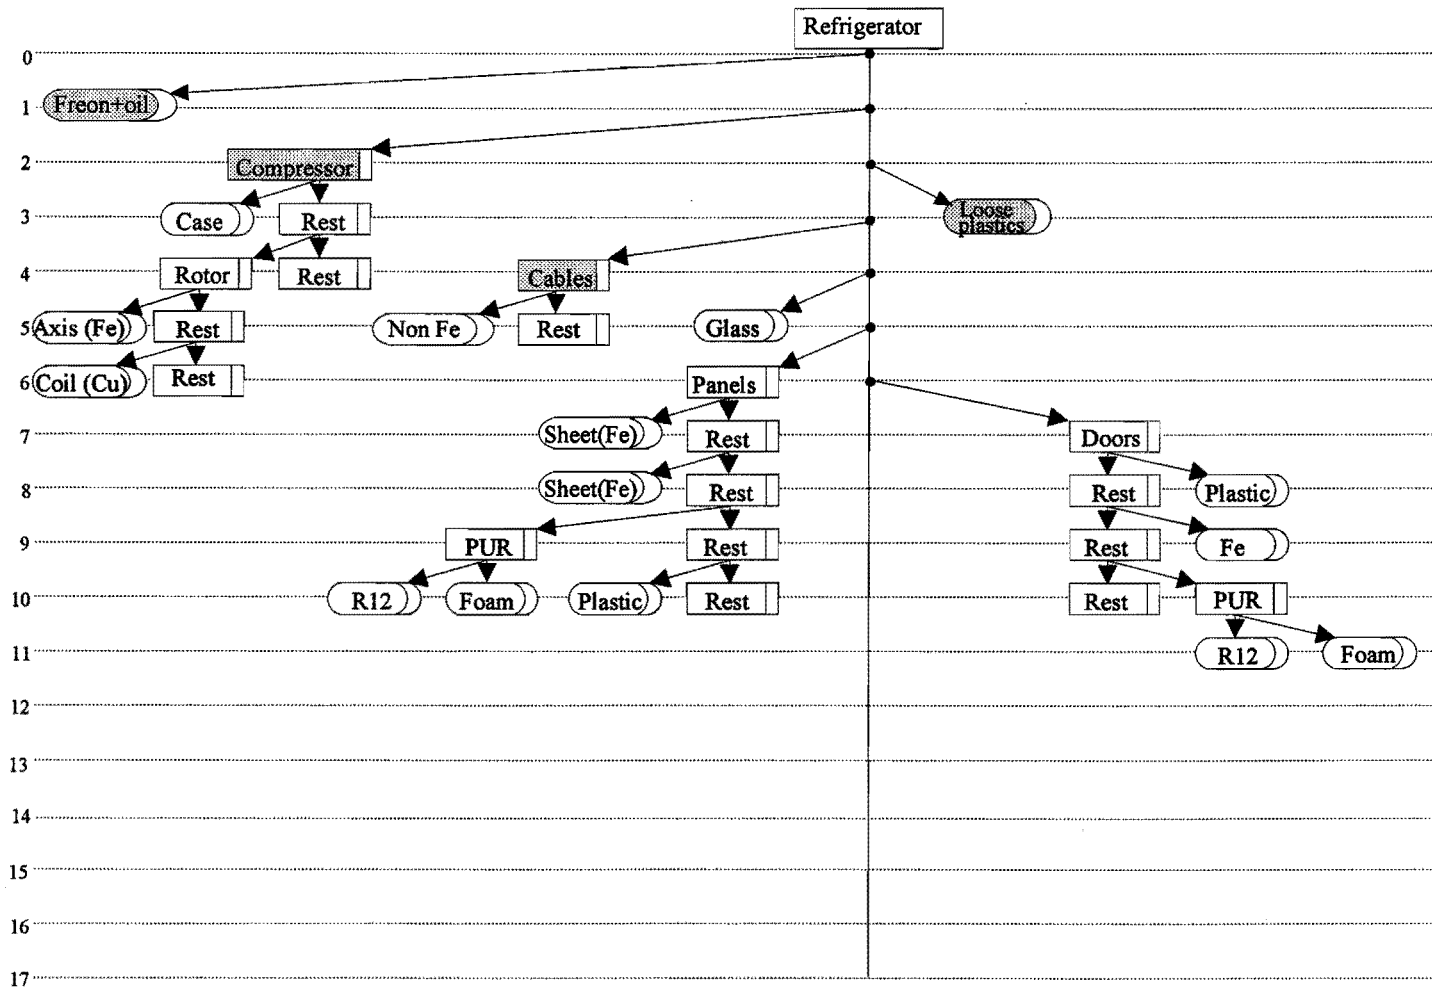 Refrigerator
0
Freon+oil
1
2
Compressor
3
Case
Rest
Loose
plastics
4
Rotor
Rest
Cables
5
Axis (Fe)
Rest
Non Fe
Rest
Glass
6
Coil (Cu)
Rest
Panels
7
Sheet(Fe)
Rest
Doors
8
Sheet(Fe)
Rest
Rest
Plastic
9
PUR
Rest
Rest
Fe
10
R12
Foam
Plastic
Rest
Rest
PUR
11
R12
Foam
12
13
14
15
16
17